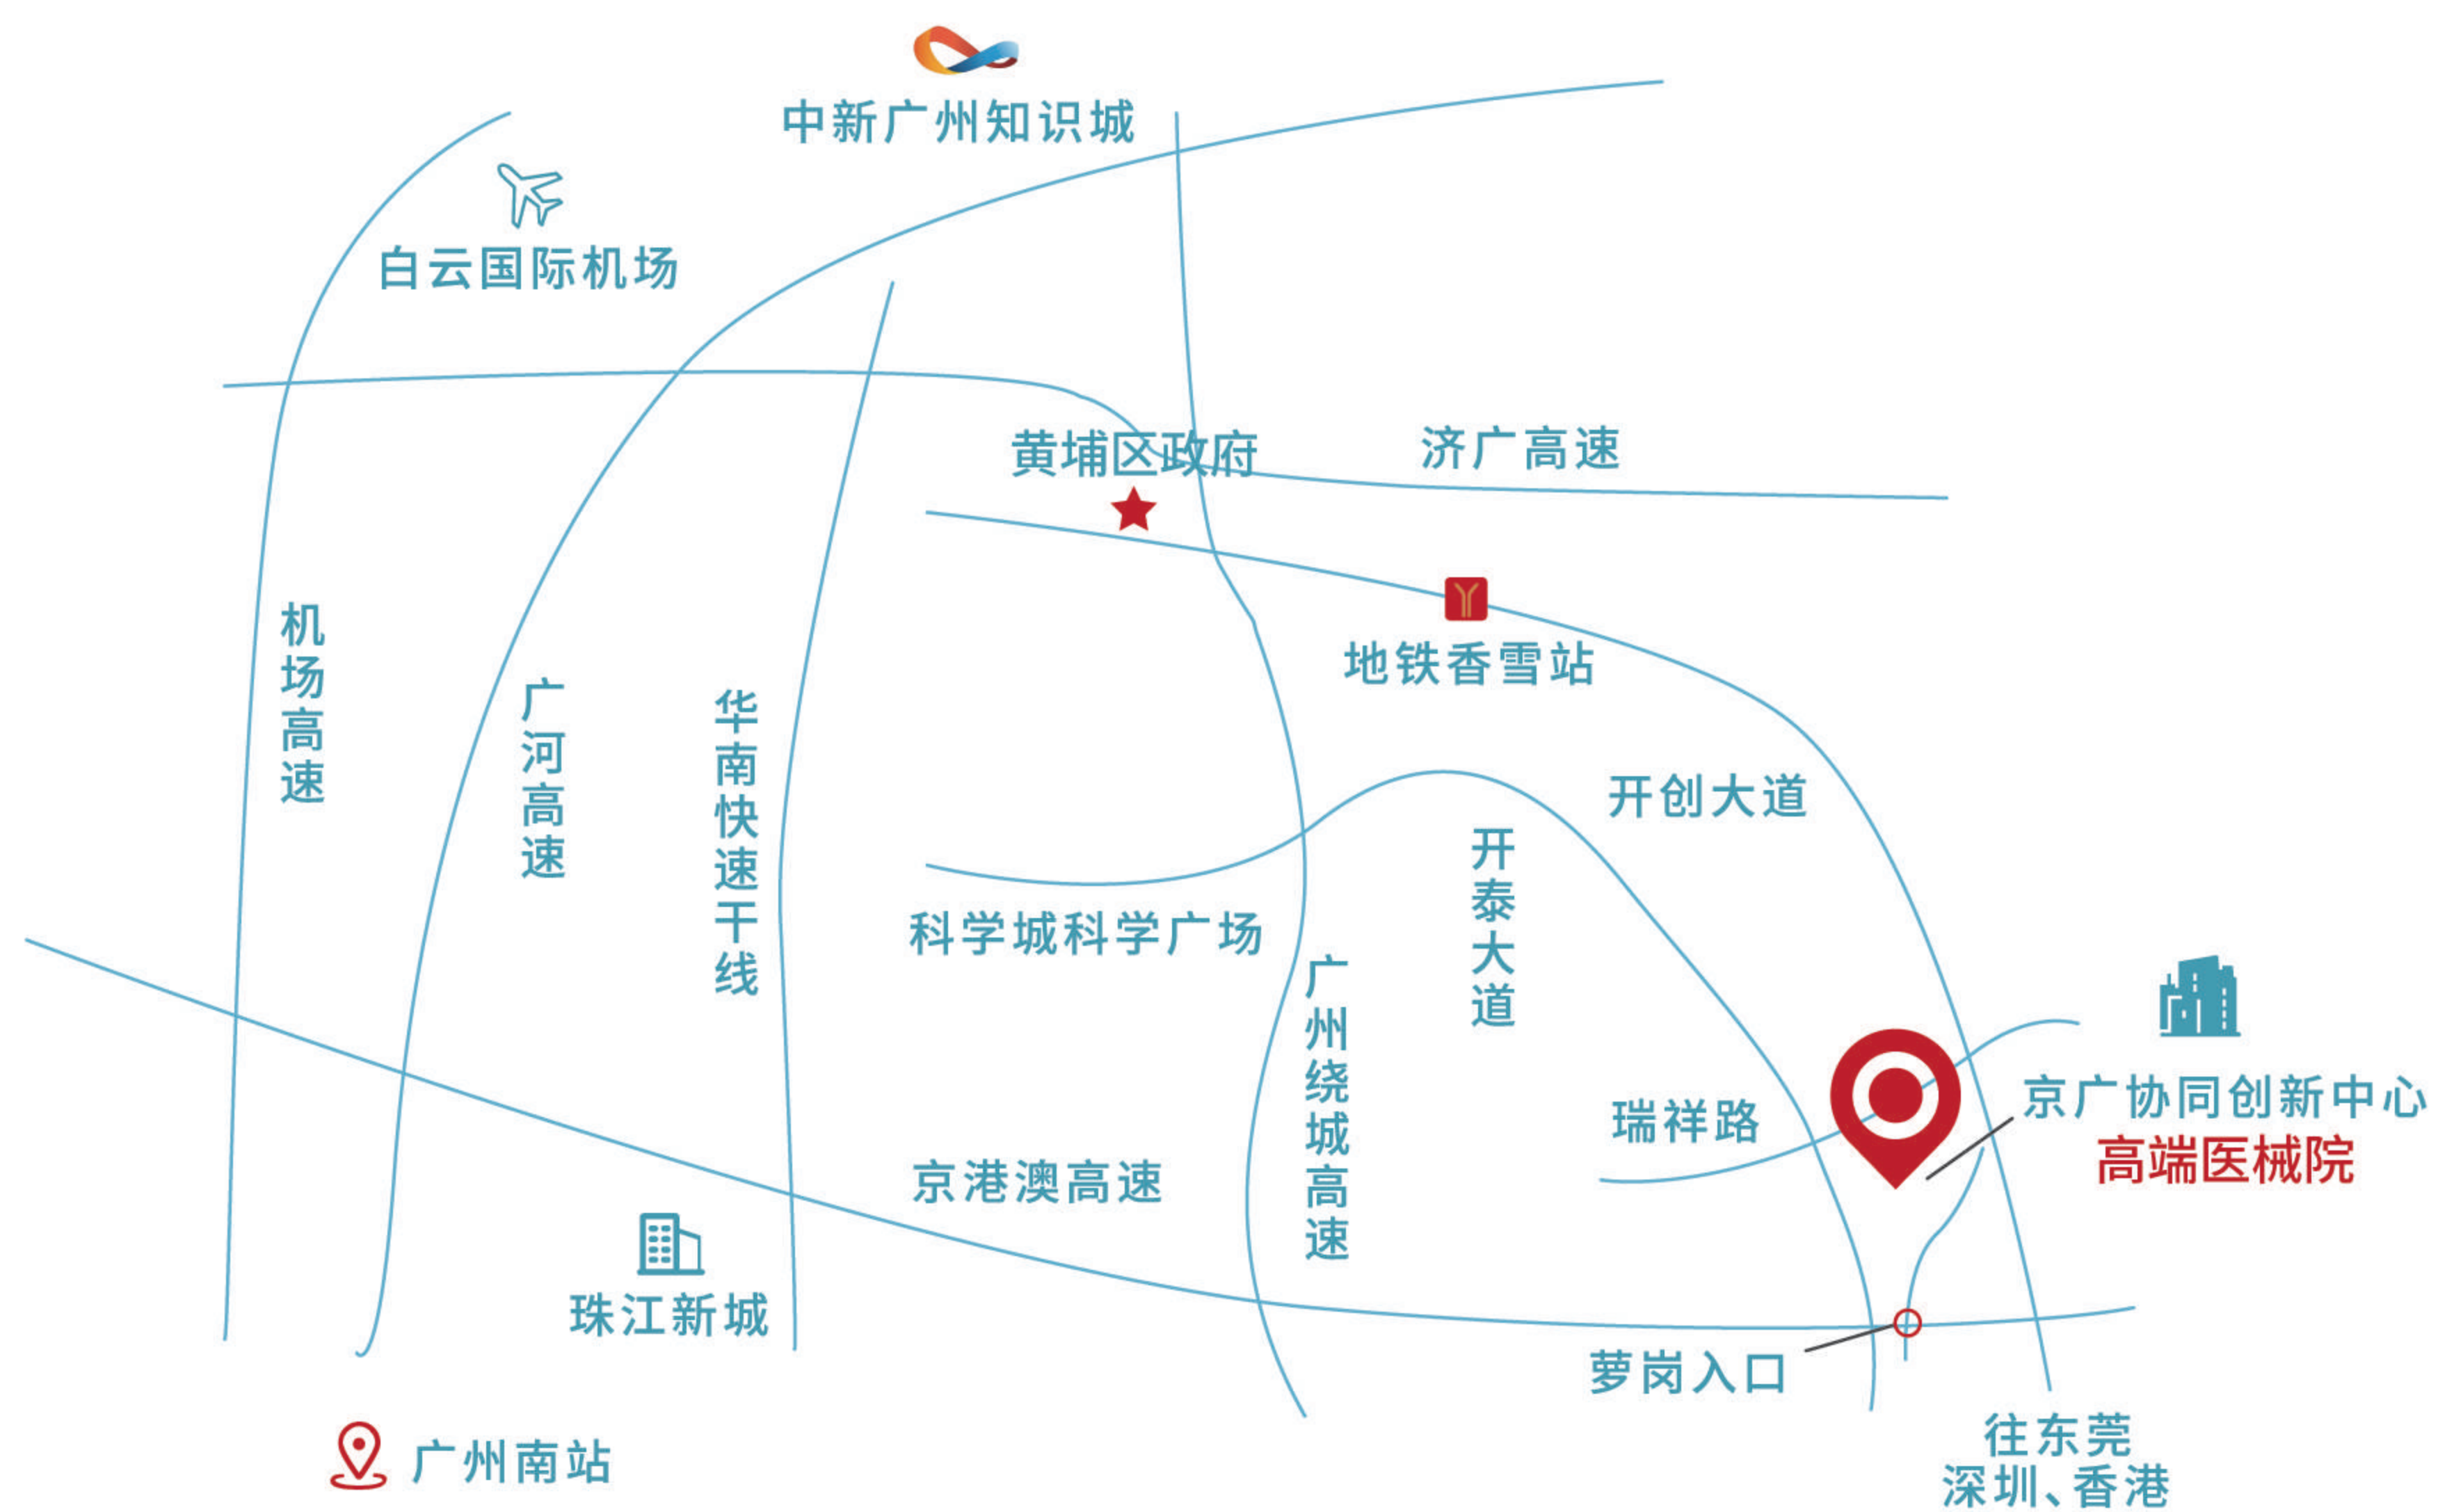 中新广州知识城
白云国际机场
黄埔区政府
济广高速
机场高速
地铁香雪站
广河高速
华南快速干线
开创大道
开泰大道
科学城科学广场
广州绕城高速
京广协同创新中心
高端医械院
瑞祥路
京港澳高速
珠江新城
萝岗入口
往东莞
深圳、香港
广州南站